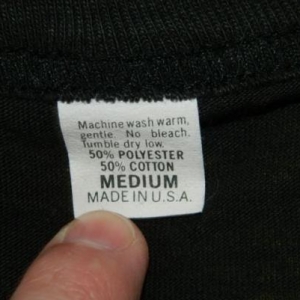 Machine wash warm,
gentle. No bleach.
Tumble dry low.
50% POLYESTER
50% COTTON
MEDIUM
MADE IN U.S.A.